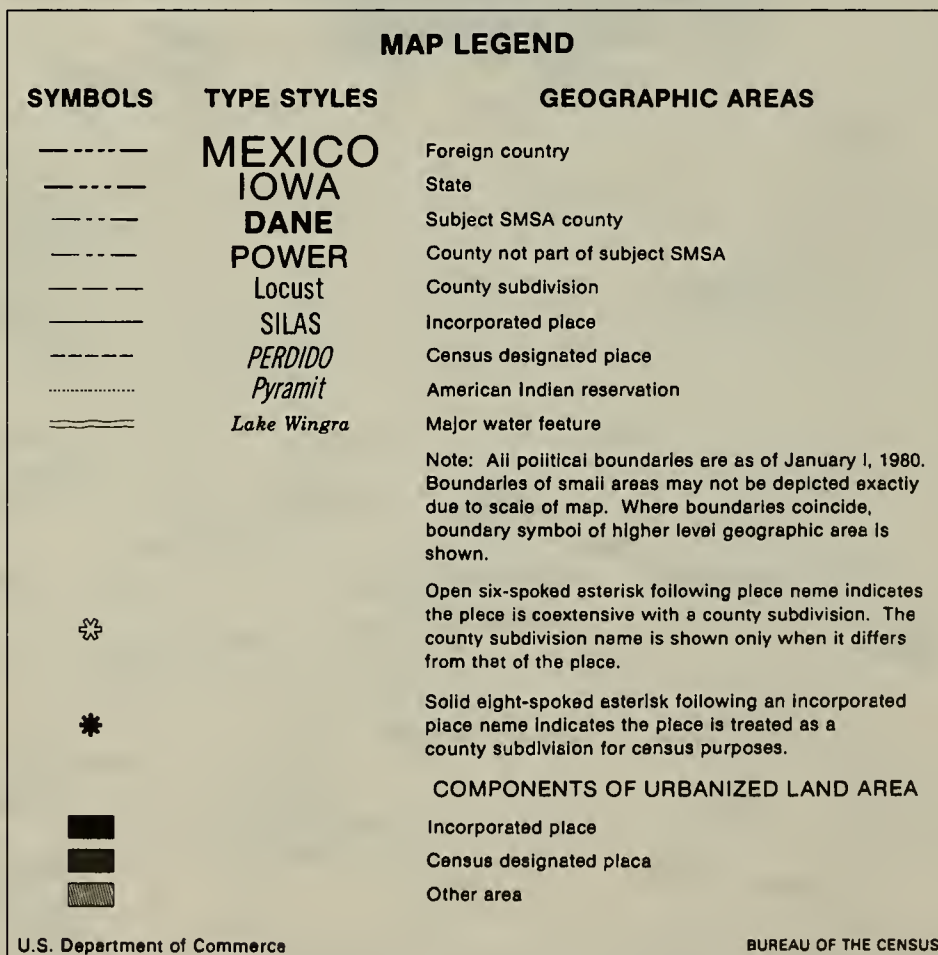 MAP LEGEND
SYMBOLS TYPE STYLES GEOGRAPHIC AREAS
MEXICO Foreign country
IOWA State
DANE Subject SMSA county
POWER County not part of subject SMSA
Locust County subdivision
SILAS Incorporated place
PERDIDO Census designated place
Pyramit American Indian reservation
Lake Wingra Major water feature
Note: All political boundaries are as of January 1, 1980.
Boundaries of small areas may not be depicted exactly
due to scale of map. Where boundaries coincide,
boundary symbol of higher level geographic area is
shown.
Open six-spoked asterisk following place name indicates
the place is coextensive with a county subdivision. The
county subdivision name is shown only when it differs
from that of the place.
Solid eight-spoked asterisk following an incorporated
place name indicates the place is treated as a
county subdivision for census purposes.
COMPONENTS OF URBANIZED LAND AREA
Incorporated place
Census designated place
Other area
U.S. Department of Commerce BUREAU OF THE CENSUS